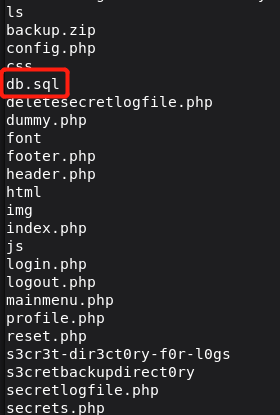 ls
backup.zip
config.php
css
db.sql
deletesecretlogfile.php
dummy.php
font
footer.php
header.php
html
img
index.php
js
login.php
logout.php
mainmenu.php
profile.php
reset.php
s3cr3t-dir3ct0ry-f0r-l0gs
s3cretbackupdirect0ry
secretlogfile.php
secrets.php